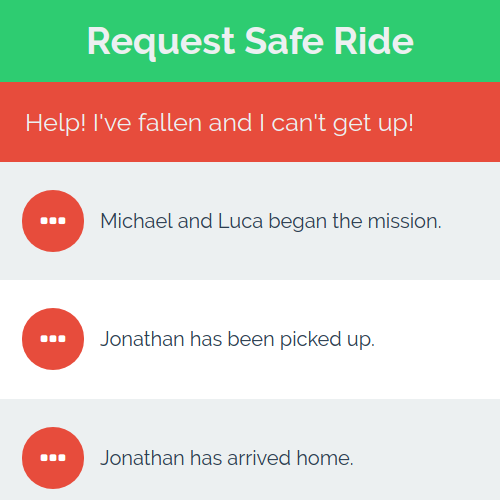 Request Safe Ride
Help! I've fallen and I can't get up!
Michael and Luca began the mission.
Jonathan has been picked up.
Jonathan has arrived home.